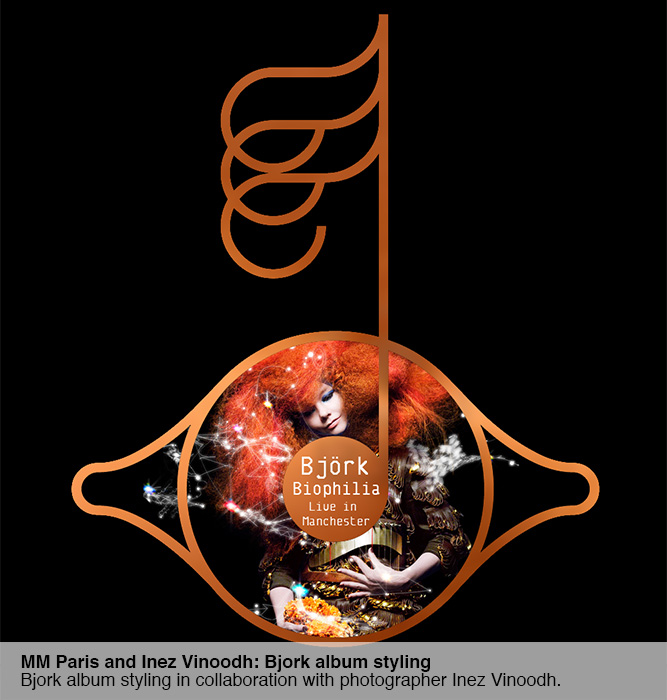 Björk
Biophilia
Live in
Manchester
MM Paris and Inez Vinoodh: Bjork album styling
Bjork album styling in collaboration with photographer Inez Vinoodh.